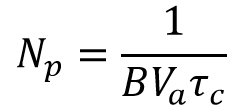 N_p = 1 / (B V_a τ_c)